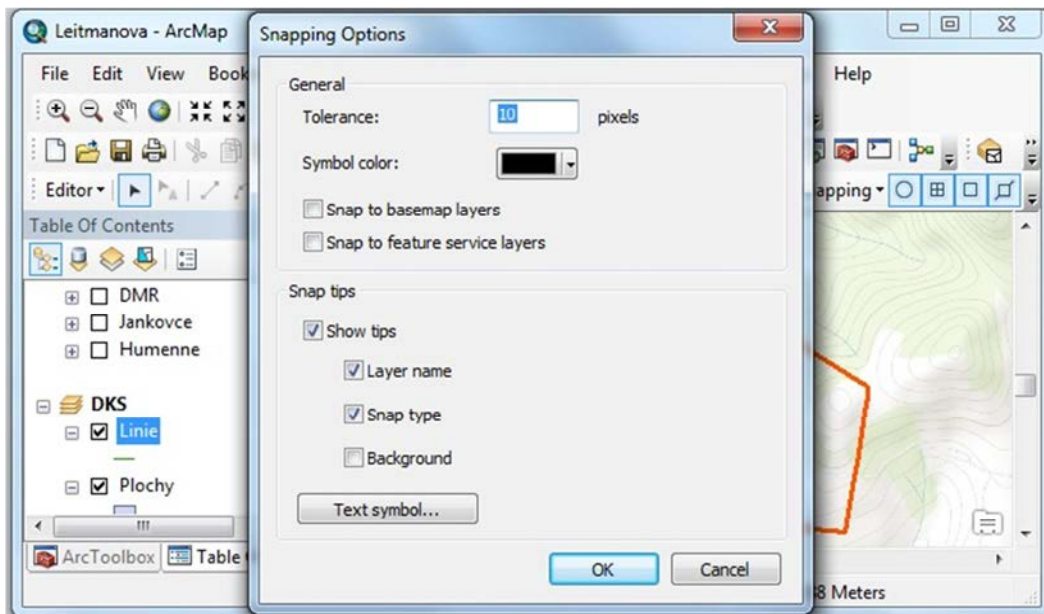 Leitmanova - ArcMap
File Edit View Book
Help
Editor
apping
Table Of Contents
DMR
Jankovce
Humenne
DKS
Linie
Plochy
ArcToolbox Table
Snapping Options
General
Tolerance: 10 pixels
Symbol color:
Snap to basemap layers
Snap to feature service layers
Snap tips
Show tips
Layer name
Snap type
Background
Text symbol...
OK Cancel
38 Meters